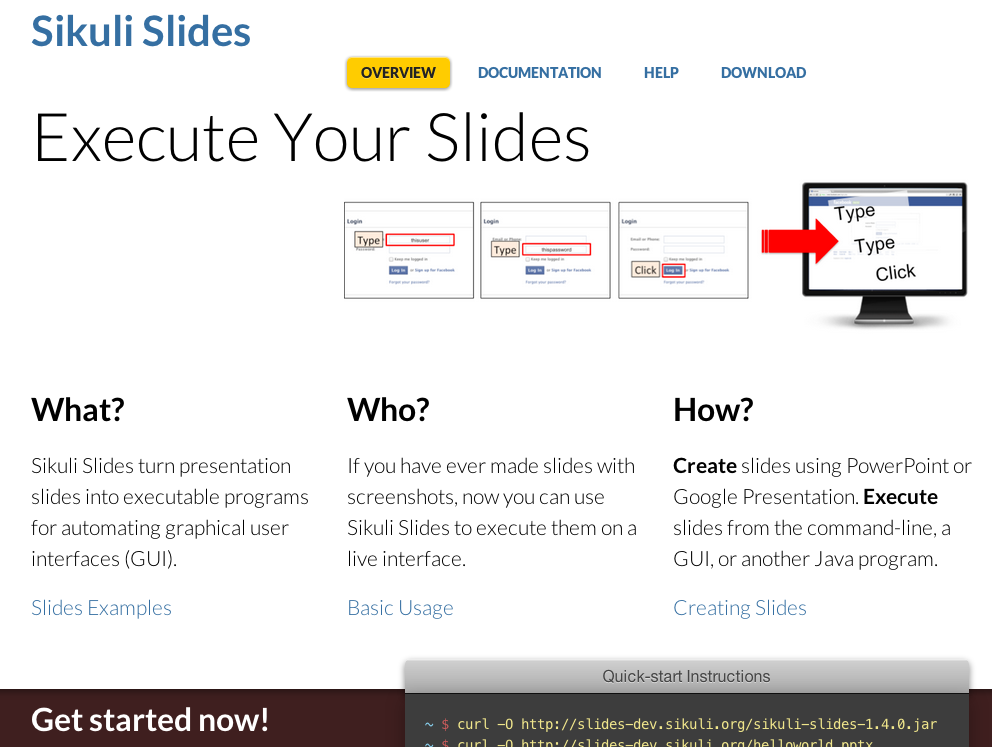 Sikuli Slides
OVERVIEW DOCUMENTATION HELP DOWNLOAD
Execute Your Slides
Login
Type thisuser
Password:
Keep me logged in
Log In or Sign up for Facebook
Forgot your password?
Login
Email or Phone:
Type thispassword
Keep me logged in
Log In or Sign up for Facebook
Forgot your password?
Login
Email or Phone:
Password:
Keep me logged in
Click Log In or Sign up for Facebook
Forgot your password?
Type
Type
Click
What?
Sikuli Slides turn presentation
slides into executable programs
for automating graphical user
interfaces (GUI).
Slides Examples
Who?
If you have ever made slides with
screenshots, now you can use
Sikuli Slides to execute them on a
live interface.
Basic Usage
How?
Create slides using PowerPoint or
Google Presentation. Execute
slides from the command-line, a
GUI, or another Java program.
Creating Slides
Get started now!
Quick-start Instructions
~ $ curl -O http://slides-dev.sikuli.org/sikuli-slides-1.4.0.jar
~ $ curl -O http://slides-dev.sikuli.org/helloworld.pptx